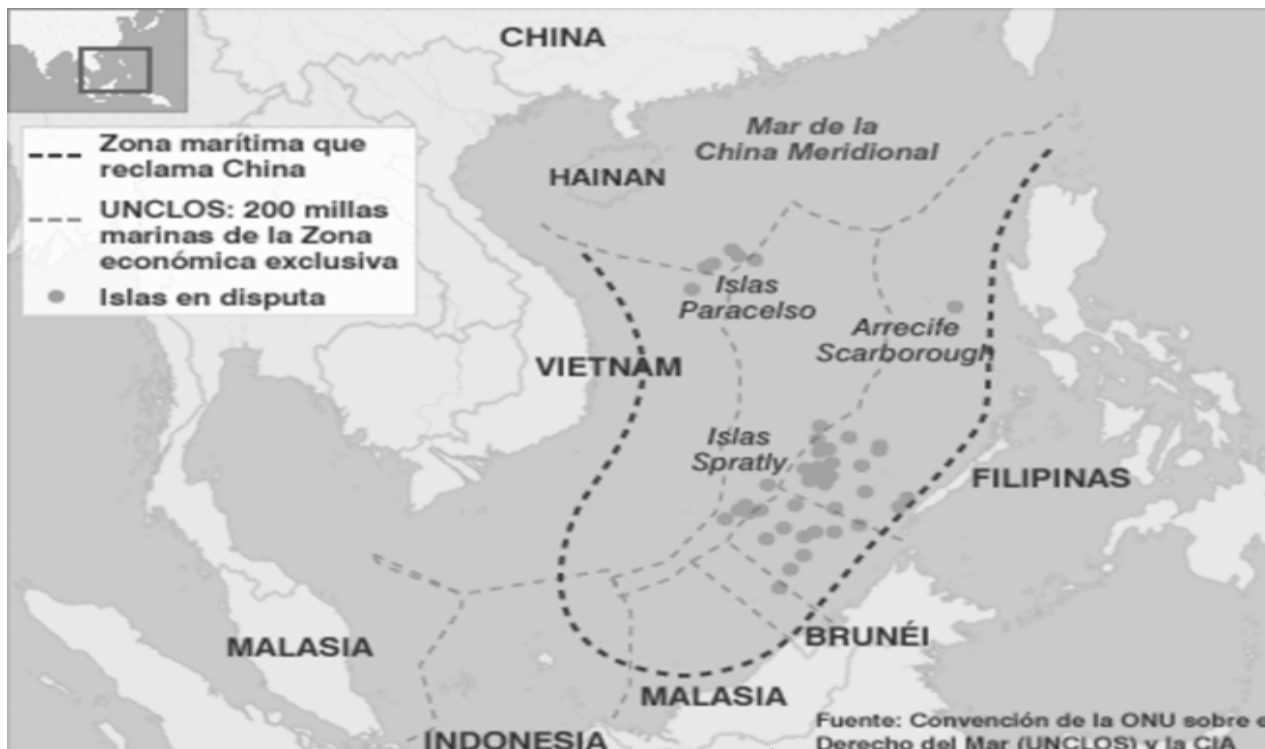 CHINA
Zona marítima que
reclama China
UNCLOS: 200 millas
marinas de la Zona
económica exclusiva
Islas en disputa
Mar de la
China Meridional
HAINAN
Islas
Paracelso
Arrecife
Scarborough
VIETNAM
Islas
Spratly
FILIPINAS
MALASIA
BRUNÉI
MALASIA
INDONESIA
Fuente: Convención de la ONU sobre e
Derecho del Mar (UNCLOS) y la CIA